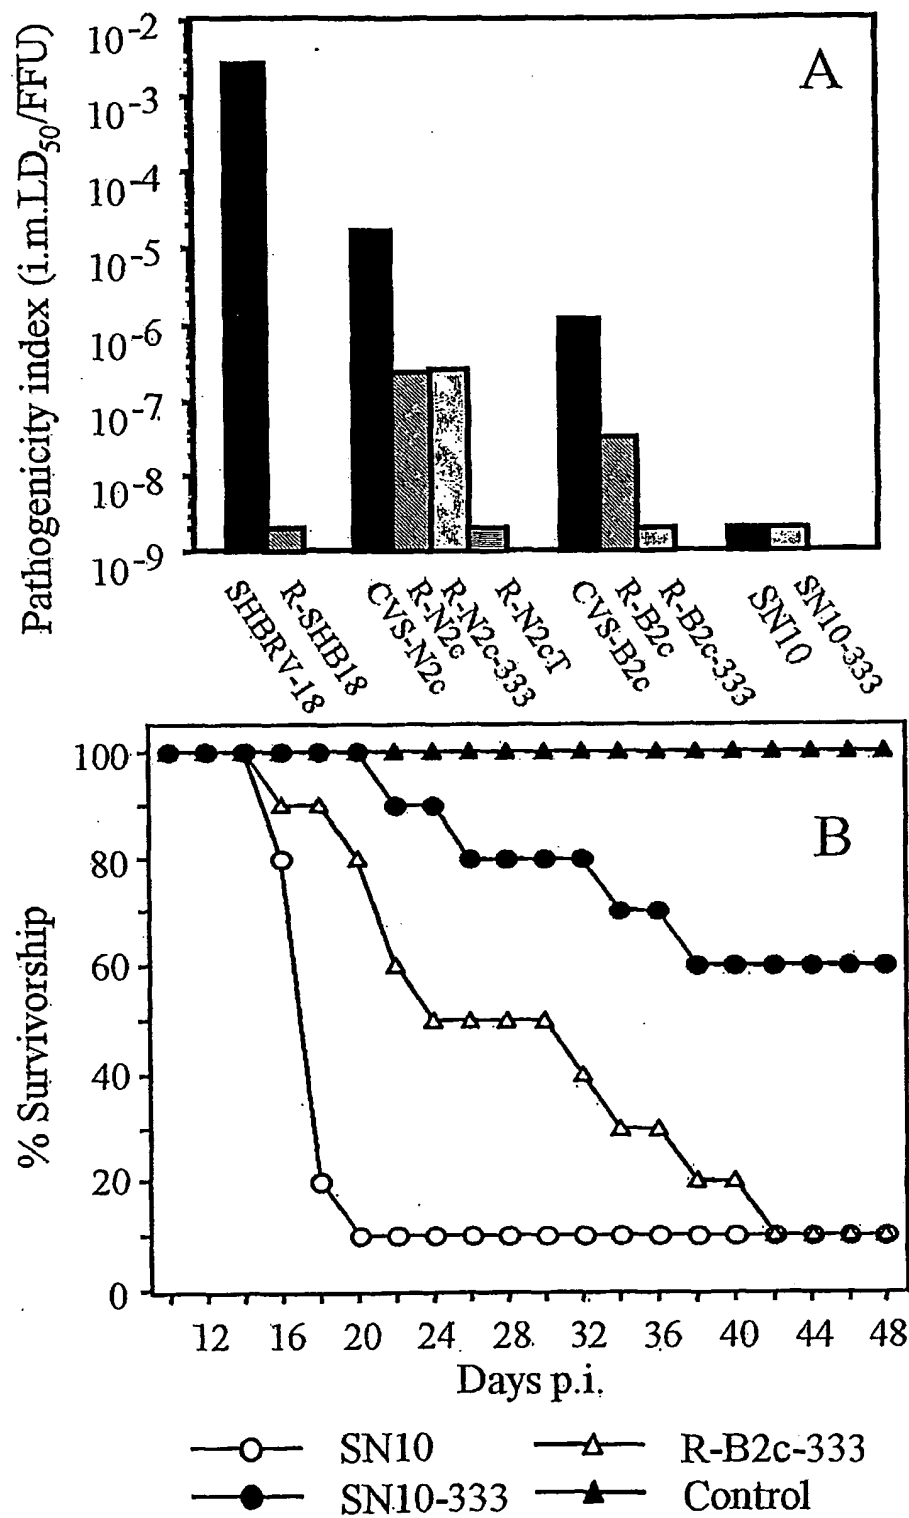 A
Pathogenicity index (i.m.LD50/FFU)
10-2
10-3
10-4
10-5
10-6
10-7
10-8
10-9
SHBRV-18
R-SHB18
CVS-N2c
R-N2c
R-N2c-333
R-N2cT
CVS-B2c
R-B2c
R-B2c-333
SN10
SN10-333
B
% Survivorship
100
80
60
40
20
0
12 16 20 24 28 32 36 40 44 48
Days p.i.
SN10
R-B2c-333
SN10-333
Control